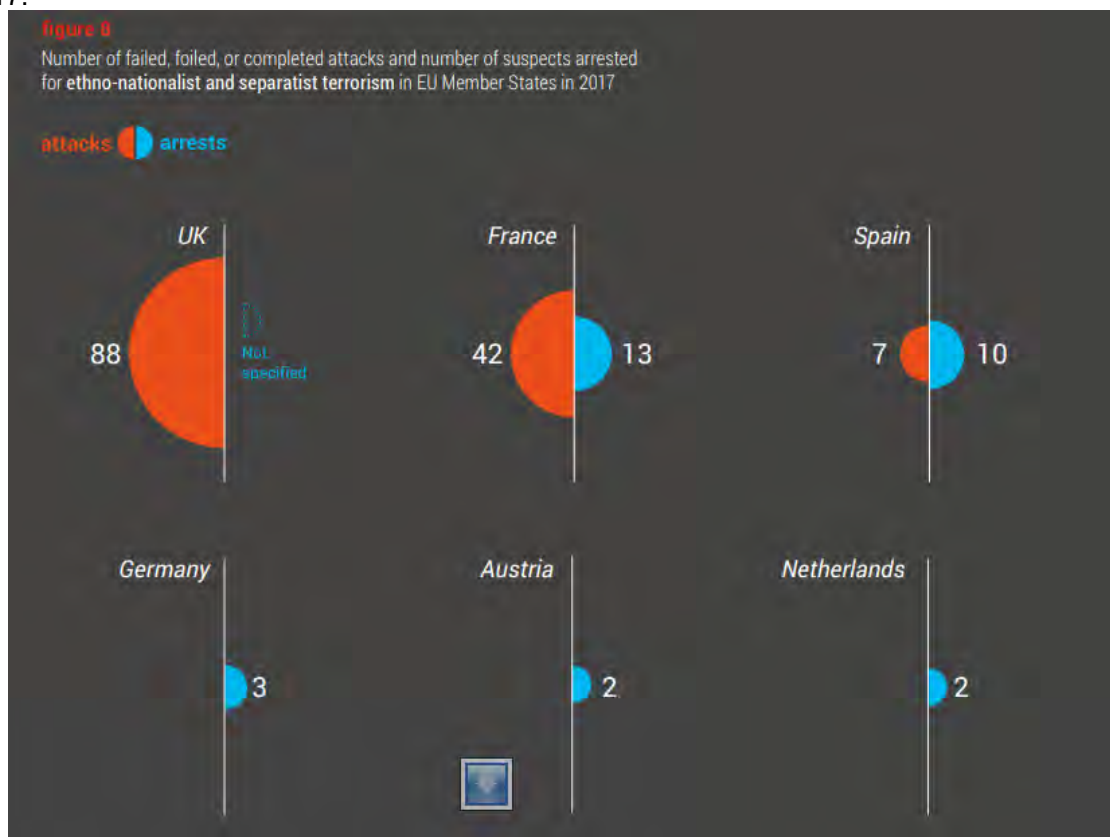 17.
figure 8
Number of failed, foiled, or completed attacks and number of suspects arrested
for ethno-nationalist and separatist terrorism in EU Member States in 2017
attacks arrests
UK France Spain
88 Not specified 42 13 7 10
Germany Austria Netherlands
3 2 2